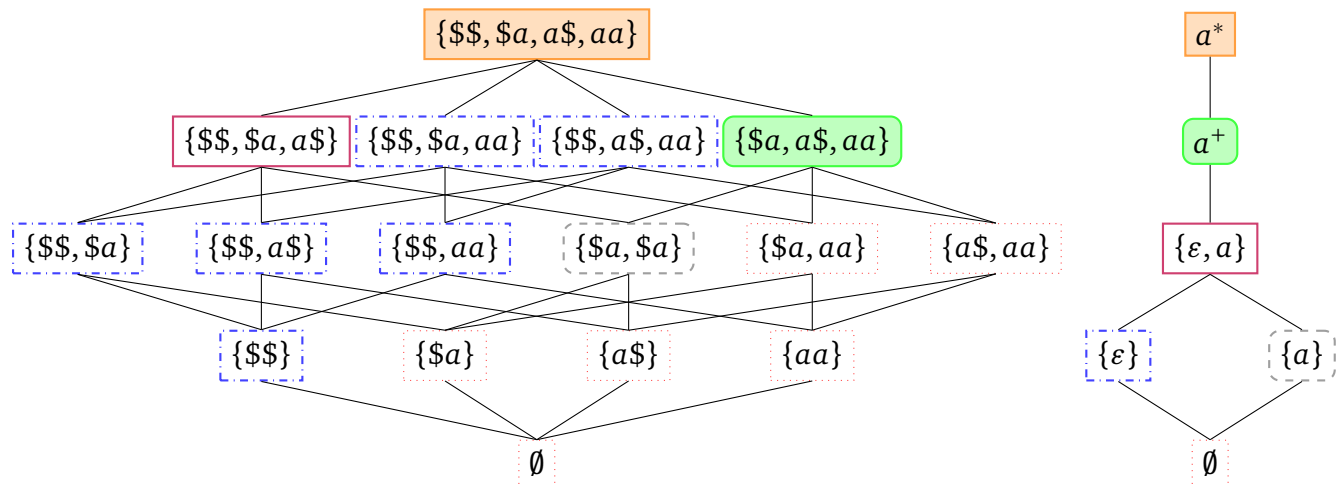 {$$, $a, a$, aa} a*
{$$, $a, a$} {$$, $a, aa} {$$, a$, aa} {$a, a$, aa} a⁺
{$$, $a} {$$, a$} {$$, aa} {$a, $a} {$a, aa} {a$, aa} {ε, a}
{$$} {$a} {a$} {aa} {ε} {a}
∅ ∅